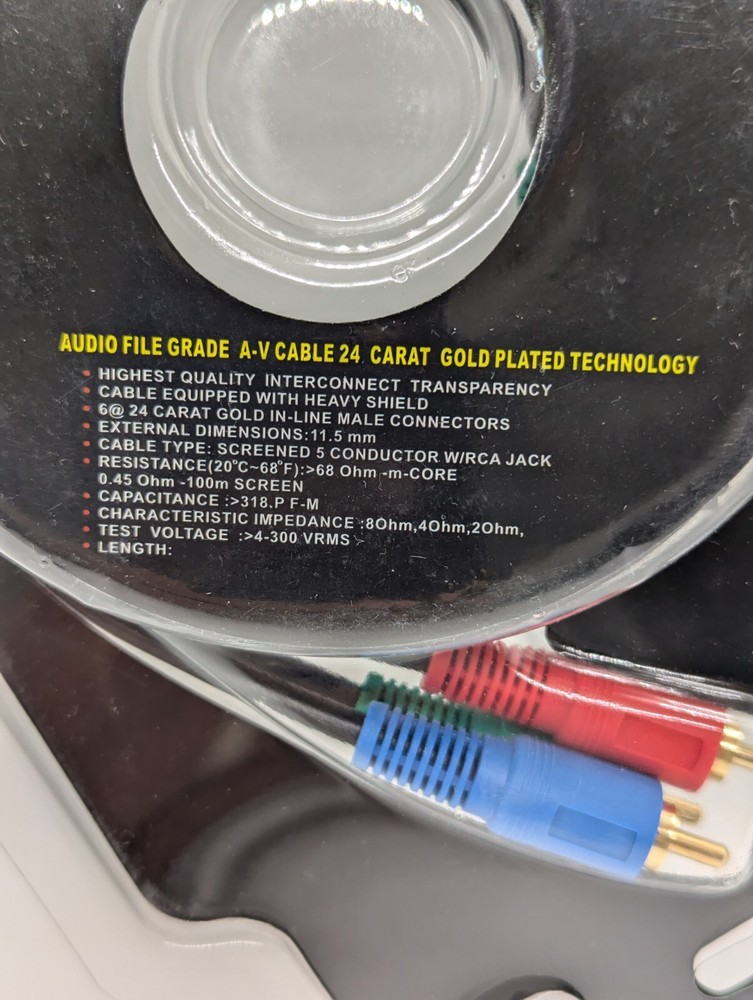 AUDIO FILE GRADE A-V CABLE 24 CARAT GOLD PLATED TECHNOLOGY
• HIGHEST QUALITY INTERCONNECT TRANSPARENCY
• CABLE EQUIPPED WITH HEAVY SHIELD
• 6@ 24 CARAT GOLD IN-LINE MALE CONNECTORS
• EXTERNAL DIMENSIONS:11.5 mm
• CABLE TYPE: SCREENED 5 CONDUCTOR W/RCA JACK
• RESISTANCE(20°C~68°F):>68 Ohm -m-CORE
0.45 Ohm -100m SCREEN
• CAPACITANCE :>318.P F-M
• CHARACTERISTIC IMPEDANCE :8Ohm,4Ohm,2Ohm,
• TEST VOLTAGE :>4-300 VRMS
• LENGTH: